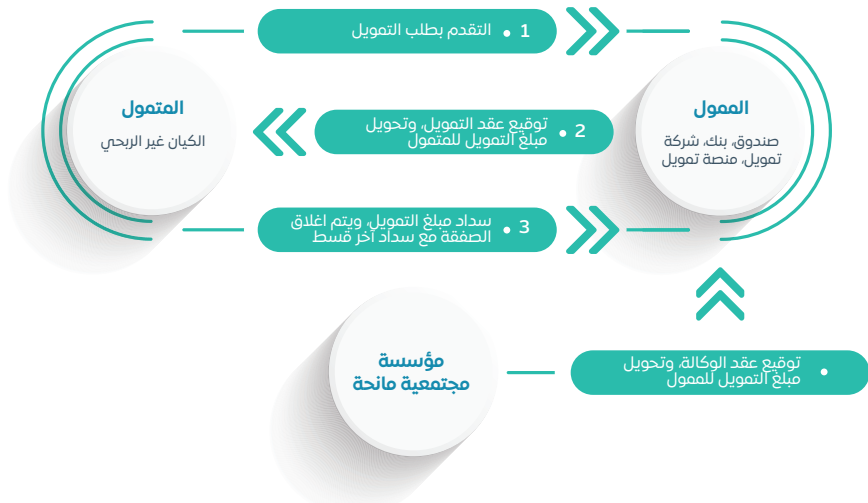 1 • التقدم بطلب التمويل
الممول
صندوق، بنك، شركة
تمويل، منصة تمويل
المتمول
الكيان غير الربحي
2 • توقيع عقد التمويل، وتحويل
مبلغ التمويل للمتمول
3 • سداد مبلغ التمويل، ويتم اغلاق
الصفقة مع سداد آخر قسط
مؤسسة
مجتمعية مانحة
• توقيع عقد الوكالة، وتحويل
مبلغ التمويل للممول